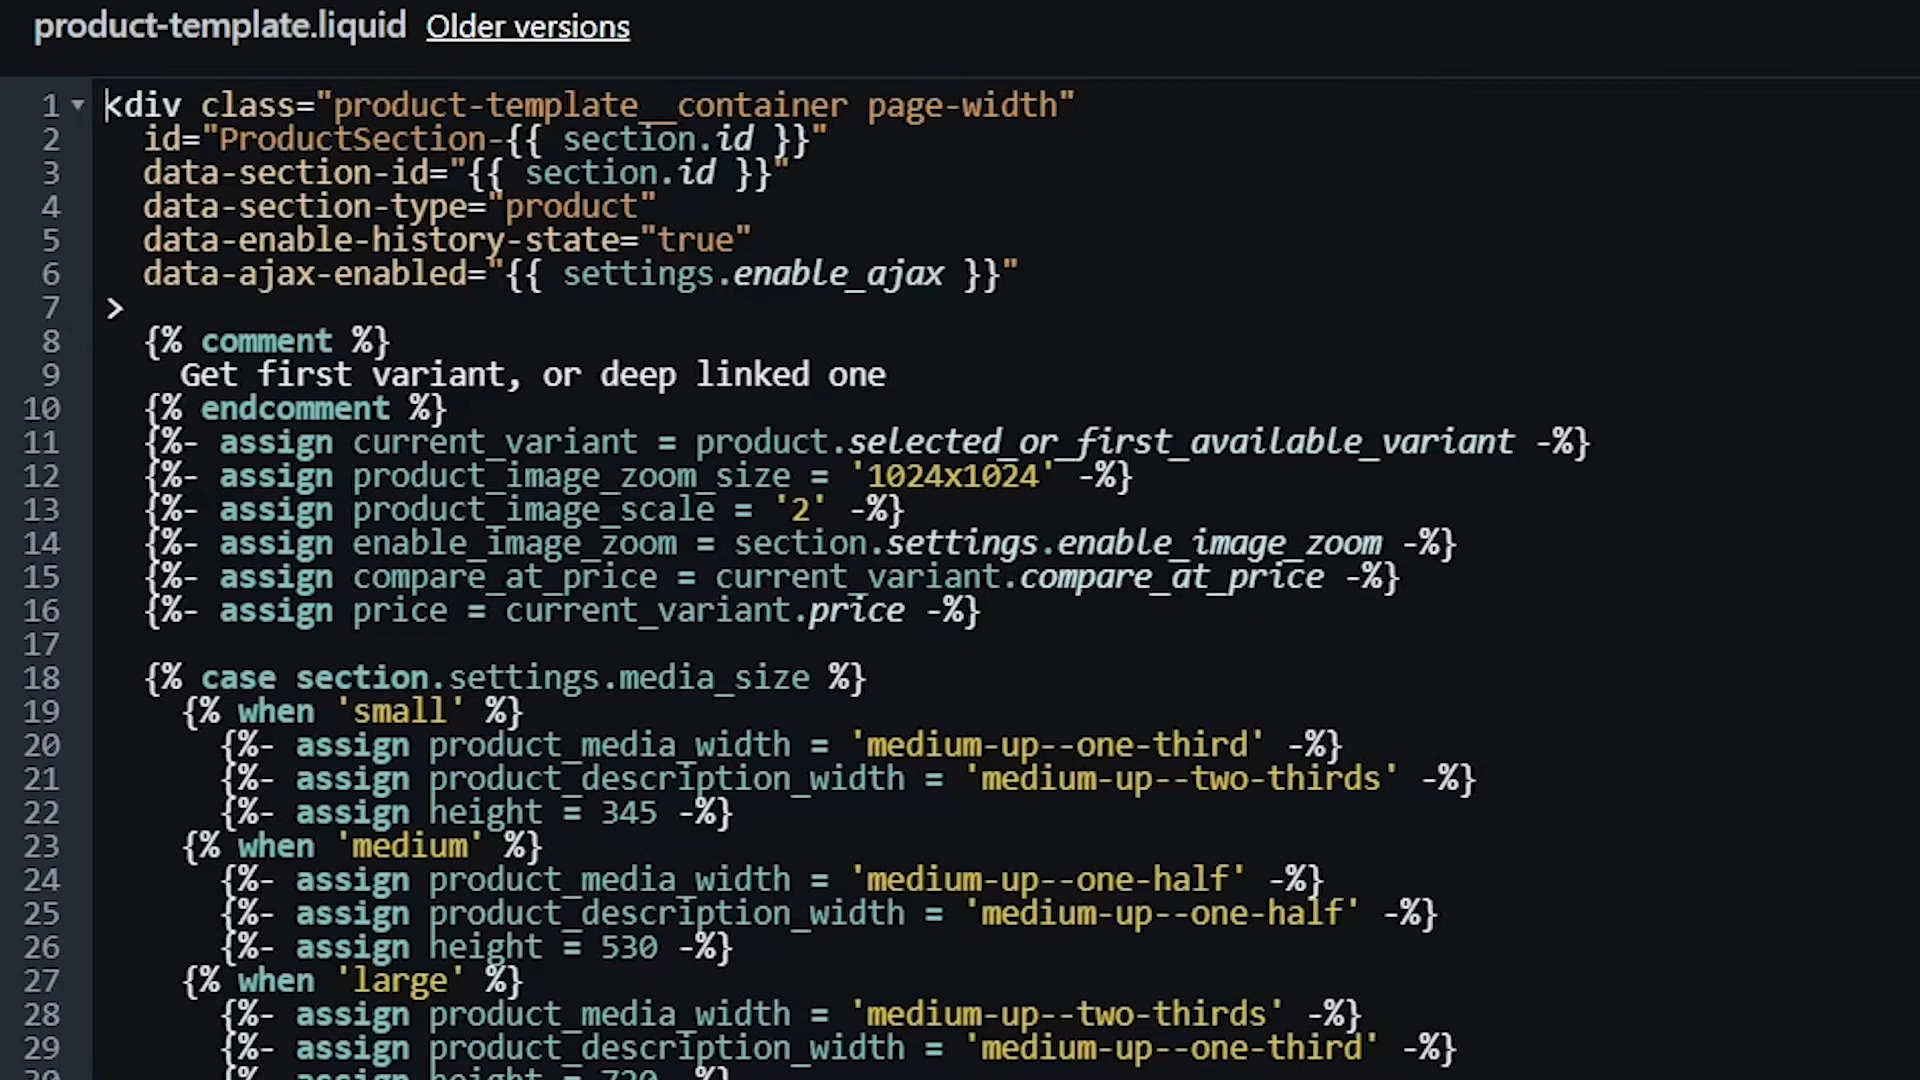 product-template.liquid Older versions
1 <div class="product-template__container page-width"
2 id="ProductSection-{{ section.id }}"
3 data-section-id="{{ section.id }}"
4 data-section-type="product"
5 data-enable-history-state="true"
6 data-ajax-enabled="{{ settings.enable_ajax }}"
7 >
8 {% comment %}
9 Get first variant, or deep linked one
10 {% endcomment %}
11 {%- assign current_variant = product.selected_or_first_available_variant -%}
12 {%- assign product_image_zoom_size = '1024x1024' -%}
13 {%- assign product_image_scale = '2' -%}
14 {%- assign enable_image_zoom = section.settings.enable_image_zoom -%}
15 {%- assign compare_at_price = current_variant.compare_at_price -%}
16 {%- assign price = current_variant.price -%}
17
18 {% case section.settings.media_size %}
19 {% when 'small' %}
20 {%- assign product_media_width = 'medium-up--one-third' -%}
21 {%- assign product_description_width = 'medium-up--two-thirds' -%}
22 {%- assign height = 345 -%}
23 {% when 'medium' %}
24 {%- assign product_media_width = 'medium-up--one-half' -%}
25 {%- assign product_description_width = 'medium-up--one-half' -%}
26 {%- assign height = 530 -%}
27 {% when 'large' %}
28 {%- assign product_media_width = 'medium-up--two-thirds' -%}
29 {%- assign product_description_width = 'medium-up--one-third' -%}
30 {%- assign height = 720 -%}